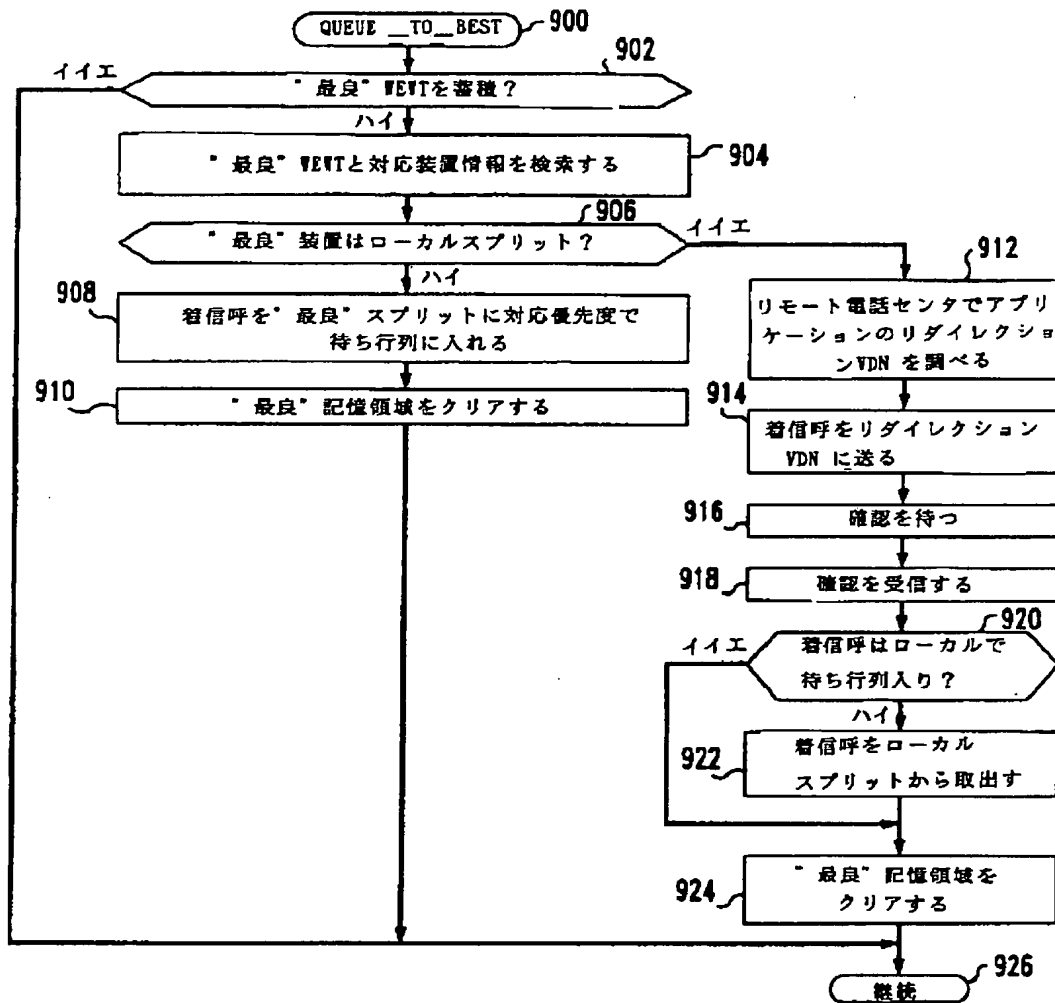 QUEUE __TO__BEST
900
902
イイエ
"最良" WEWTを蓄積？
ハイ
904
"最良" WEWTと対応装置情報を検索する
906
"最良" 装置はローカルスプリット？
イイエ
ハイ
908
着信呼を"最良" スプリットに対応優先度で
待ち行列に入れる
910
"最良" 記憶領域をクリアする
912
リモート電話センタでアプリ
ケーションのリダイレクショ
ンVDN を調べる
914
着信呼をリダイレクション
VDN に送る
916
確認を待つ
918
確認を受信する
920
イイエ
着信呼はローカルで
待ち行列入り？
ハイ
922
着信呼をローカル
スプリットから取出す
924
"最良" 記憶領域を
クリアする
926
継続